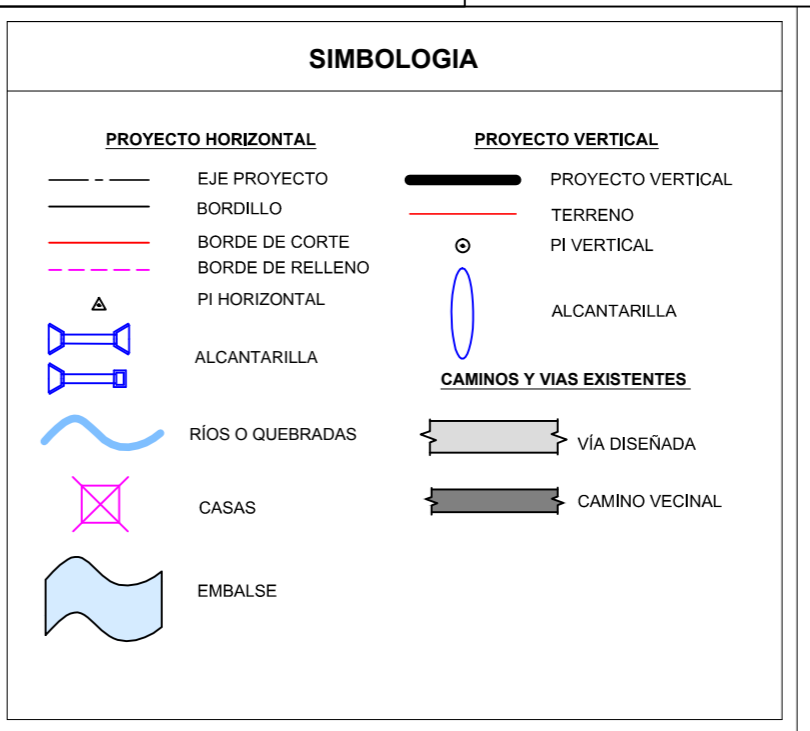 SIMBOLOGIA
PROYECTO HORIZONTAL
EJE PROYECTO
BORDILLO
BORDE DE CORTE
BORDE DE RELLENO
PI HORIZONTAL
ALCANTARILLA
RÍOS O QUEBRADAS
CASAS
EMBALSE
PROYECTO VERTICAL
PROYECTO VERTICAL
TERRENO
PI VERTICAL
ALCANTARILLA
CAMINOS Y VIAS EXISTENTES
VÍA DISEÑADA
CAMINO VECINAL